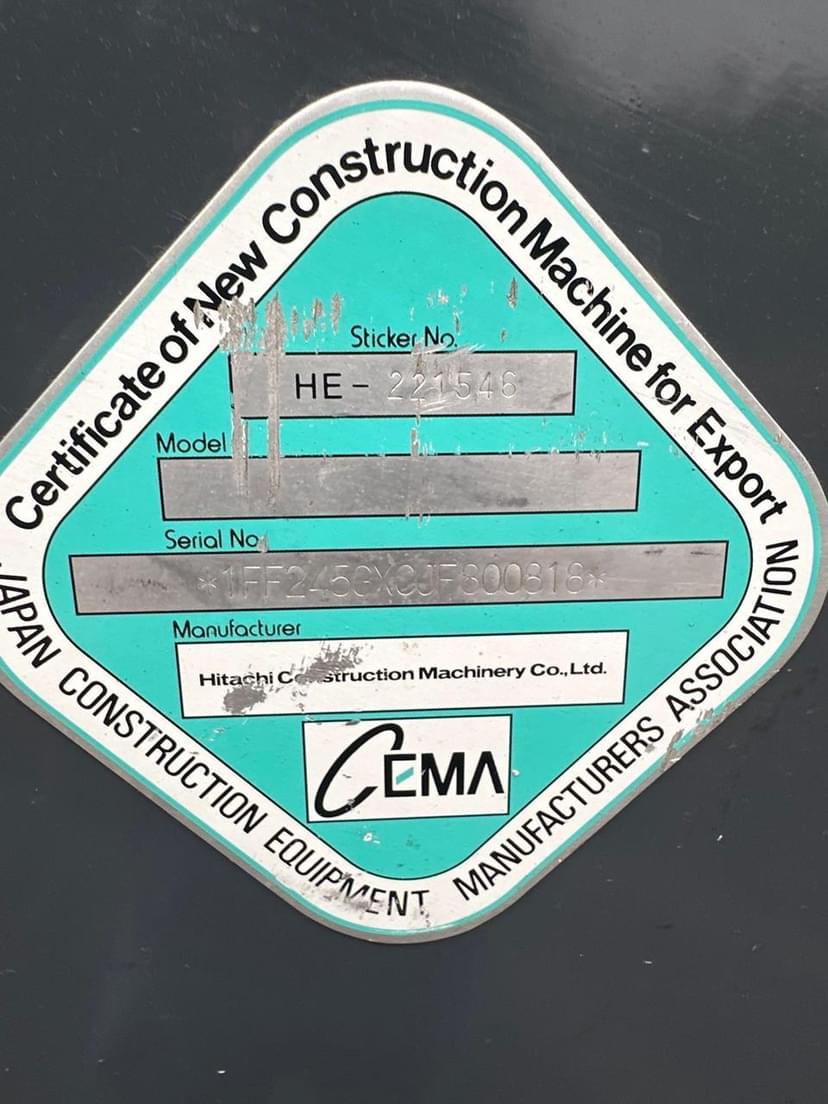 Certificate of New Construction Machine for Export
Sticker No.
HE- 221546
Model
Serial No.
*1FF245GXCJF800818*
Manufacturer
Hitachi Construction Machinery Co., Ltd.
CEMA
JAPAN CONSTRUCTION EQUIPMENT MANUFACTURERS ASSOCIATION